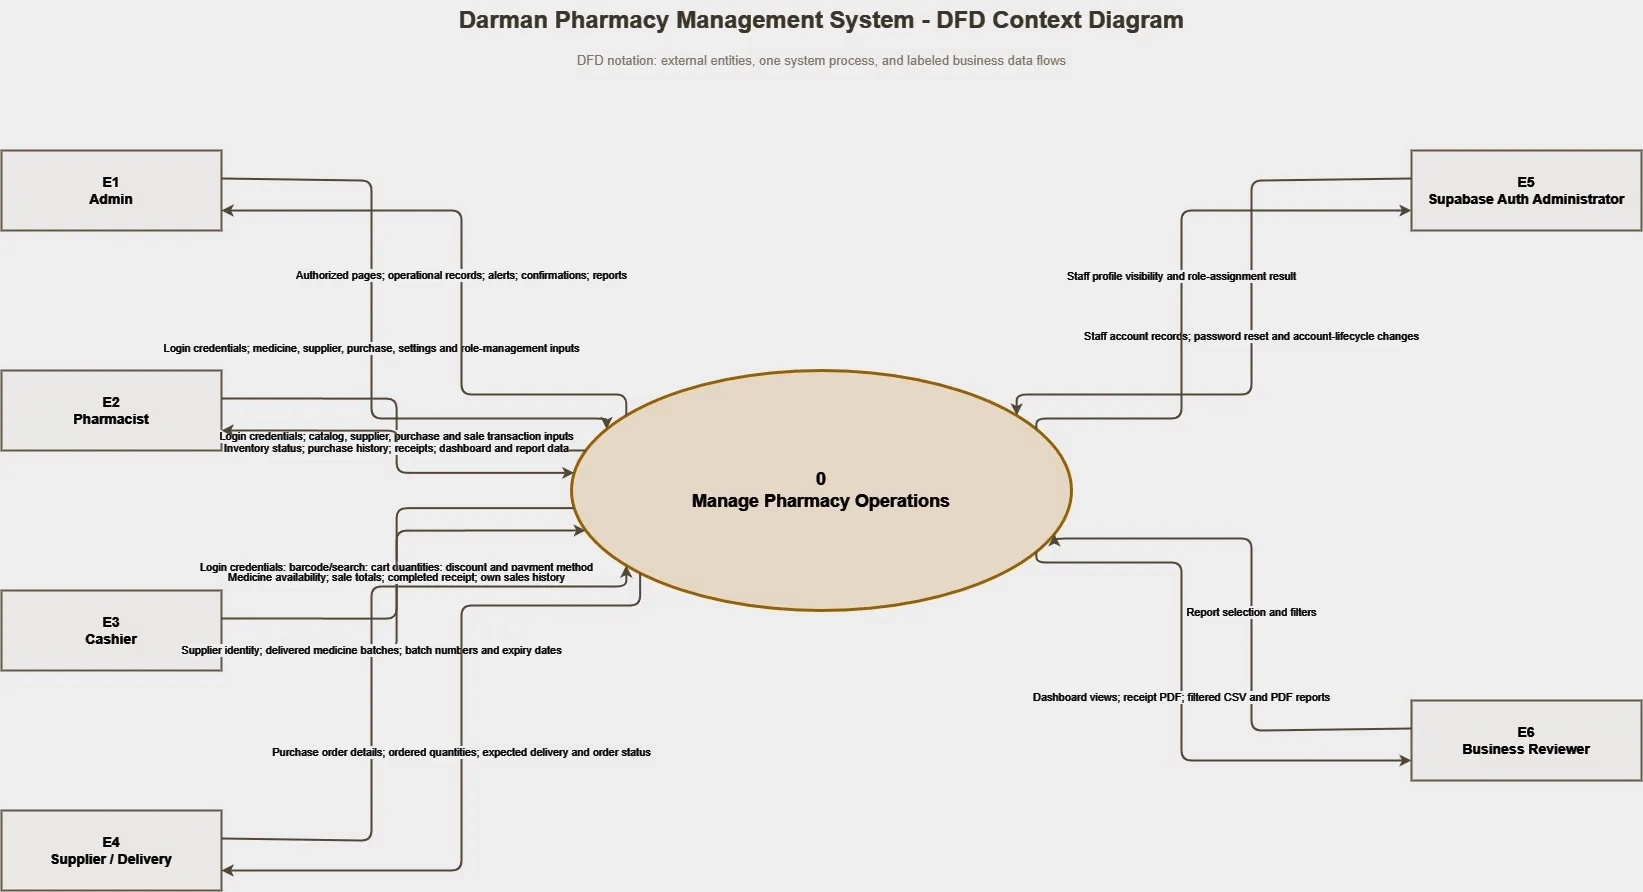 Darman Pharmacy Management System - DFD Context Diagram
DFD notation: external entities, one system process, and labeled business data flows
E1
Admin
E5
Supabase Auth Administrator
Authorized pages; operational records; alerts; confirmations; reports
Staff profile visibility and role-assignment result
Login credentials; medicine, supplier, purchase, settings and role-management inputs
Staff account records; password reset and account-lifecycle changes
E2
Pharmacist
Login credentials; catalog, supplier, purchase and sale transaction inputs
Inventory status; purchase history; receipts; dashboard and report data
0
Manage Pharmacy Operations
Login credentials; barcode/search; cart quantities; discount and payment method
Medicine availability; sale totals; completed receipt; own sales history
E3
Cashier
Report selection and filters
Supplier identity; delivered medicine batches; batch numbers and expiry dates
Dashboard views; receipt PDF; filtered CSV and PDF reports
E6
Business Reviewer
Purchase order details; ordered quantities; expected delivery and order status
E4
Supplier / Delivery